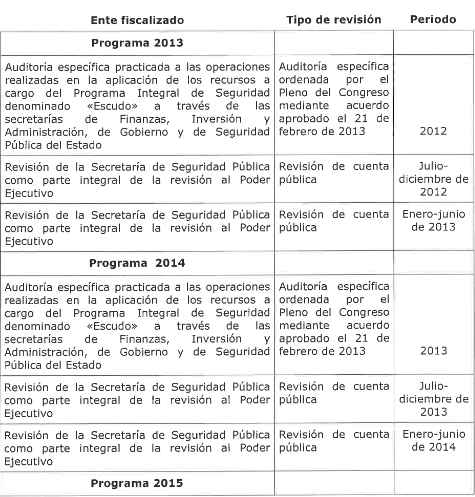 Ente fiscalizado Tipo de revisión Periodo
Programa 2013
Auditoría específica practicada a las operaciones
realizadas en la aplicación de los recursos a
cargo del Programa Integral de Seguridad
denominado «Escudo» a través de las
secretarías de Finanzas, Inversión y
Administración, de Gobierno y de Seguridad
Pública del Estado
Auditoría específica
ordenada por el
Pleno del Congreso
mediante acuerdo
aprobado el 21 de
febrero de 2013
2012
Revisión de la Secretaría de Seguridad Pública
como parte integral de la revisión al Poder
Ejecutivo
Revisión de cuenta
pública
Julio-
diciembre de
2012
Revisión de la Secretaría de Seguridad Pública
como parte integral de la revisión al Poder
Ejecutivo
Revisión de cuenta
pública
Enero-junio
de 2013
Programa 2014
Auditoría específica practicada a las operaciones
realizadas en la aplicación de los recursos a
cargo del Programa Integral de Seguridad
denominado «Escudo» a través de las
secretarías de Finanzas, Inversión y
Administración, de Gobierno y de Seguridad
Pública del Estado
Auditoría específica
ordenada por el
Pleno del Congreso
mediante acuerdo
aprobado el 21 de
febrero de 2013
2013
Revisión de la Secretaría de Seguridad Pública
como parte integral de la revisión al Poder
Ejecutivo
Revisión de cuenta
pública
Julio-
diciembre de
2013
Revisión de la Secretaría de Seguridad Pública
como parte integral de la revisión al Poder
Ejecutivo
Revisión de cuenta
pública
Enero-junio
de 2014
Programa 2015